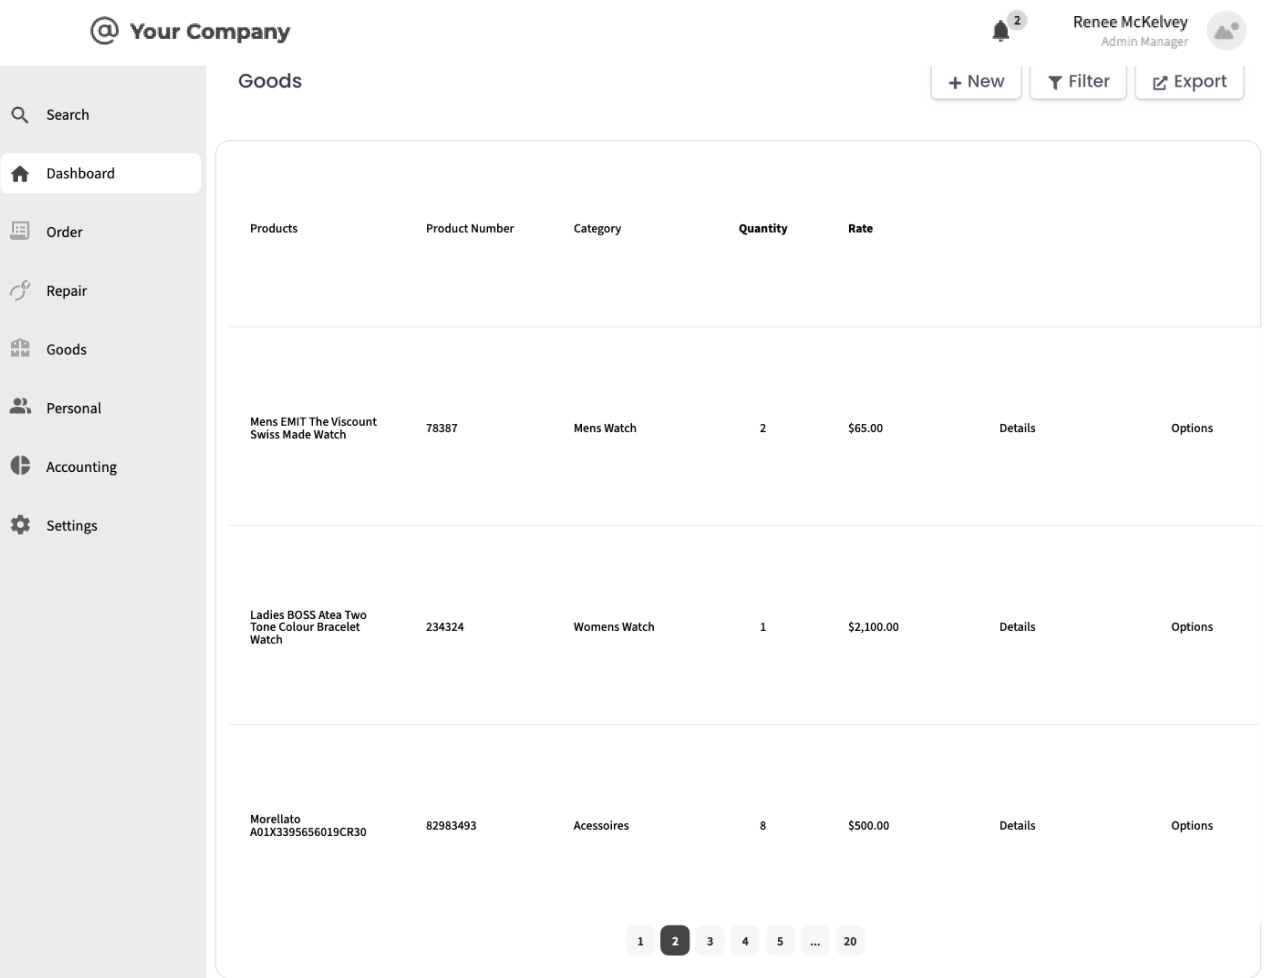 @ Your Company
2
Renee McKelvey
Admin Manager
Goods
+ New
Filter
Export
Search
Dashboard
Order
Repair
Goods
Personal
Accounting
Settings
Products Product Number Category Quantity Rate
Mens EMIT The Viscount
Swiss Made Watch
78387 Mens Watch 2 $65.00 Details Options
Ladies BOSS Atea Two
Tone Colour Bracelet
Watch
234324 Womens Watch 1 $2,100.00 Details Options
Morellato
A01X3395656019CR30
82983493 Acessoires 8 $500.00 Details Options
1 2 3 4 5 ... 20